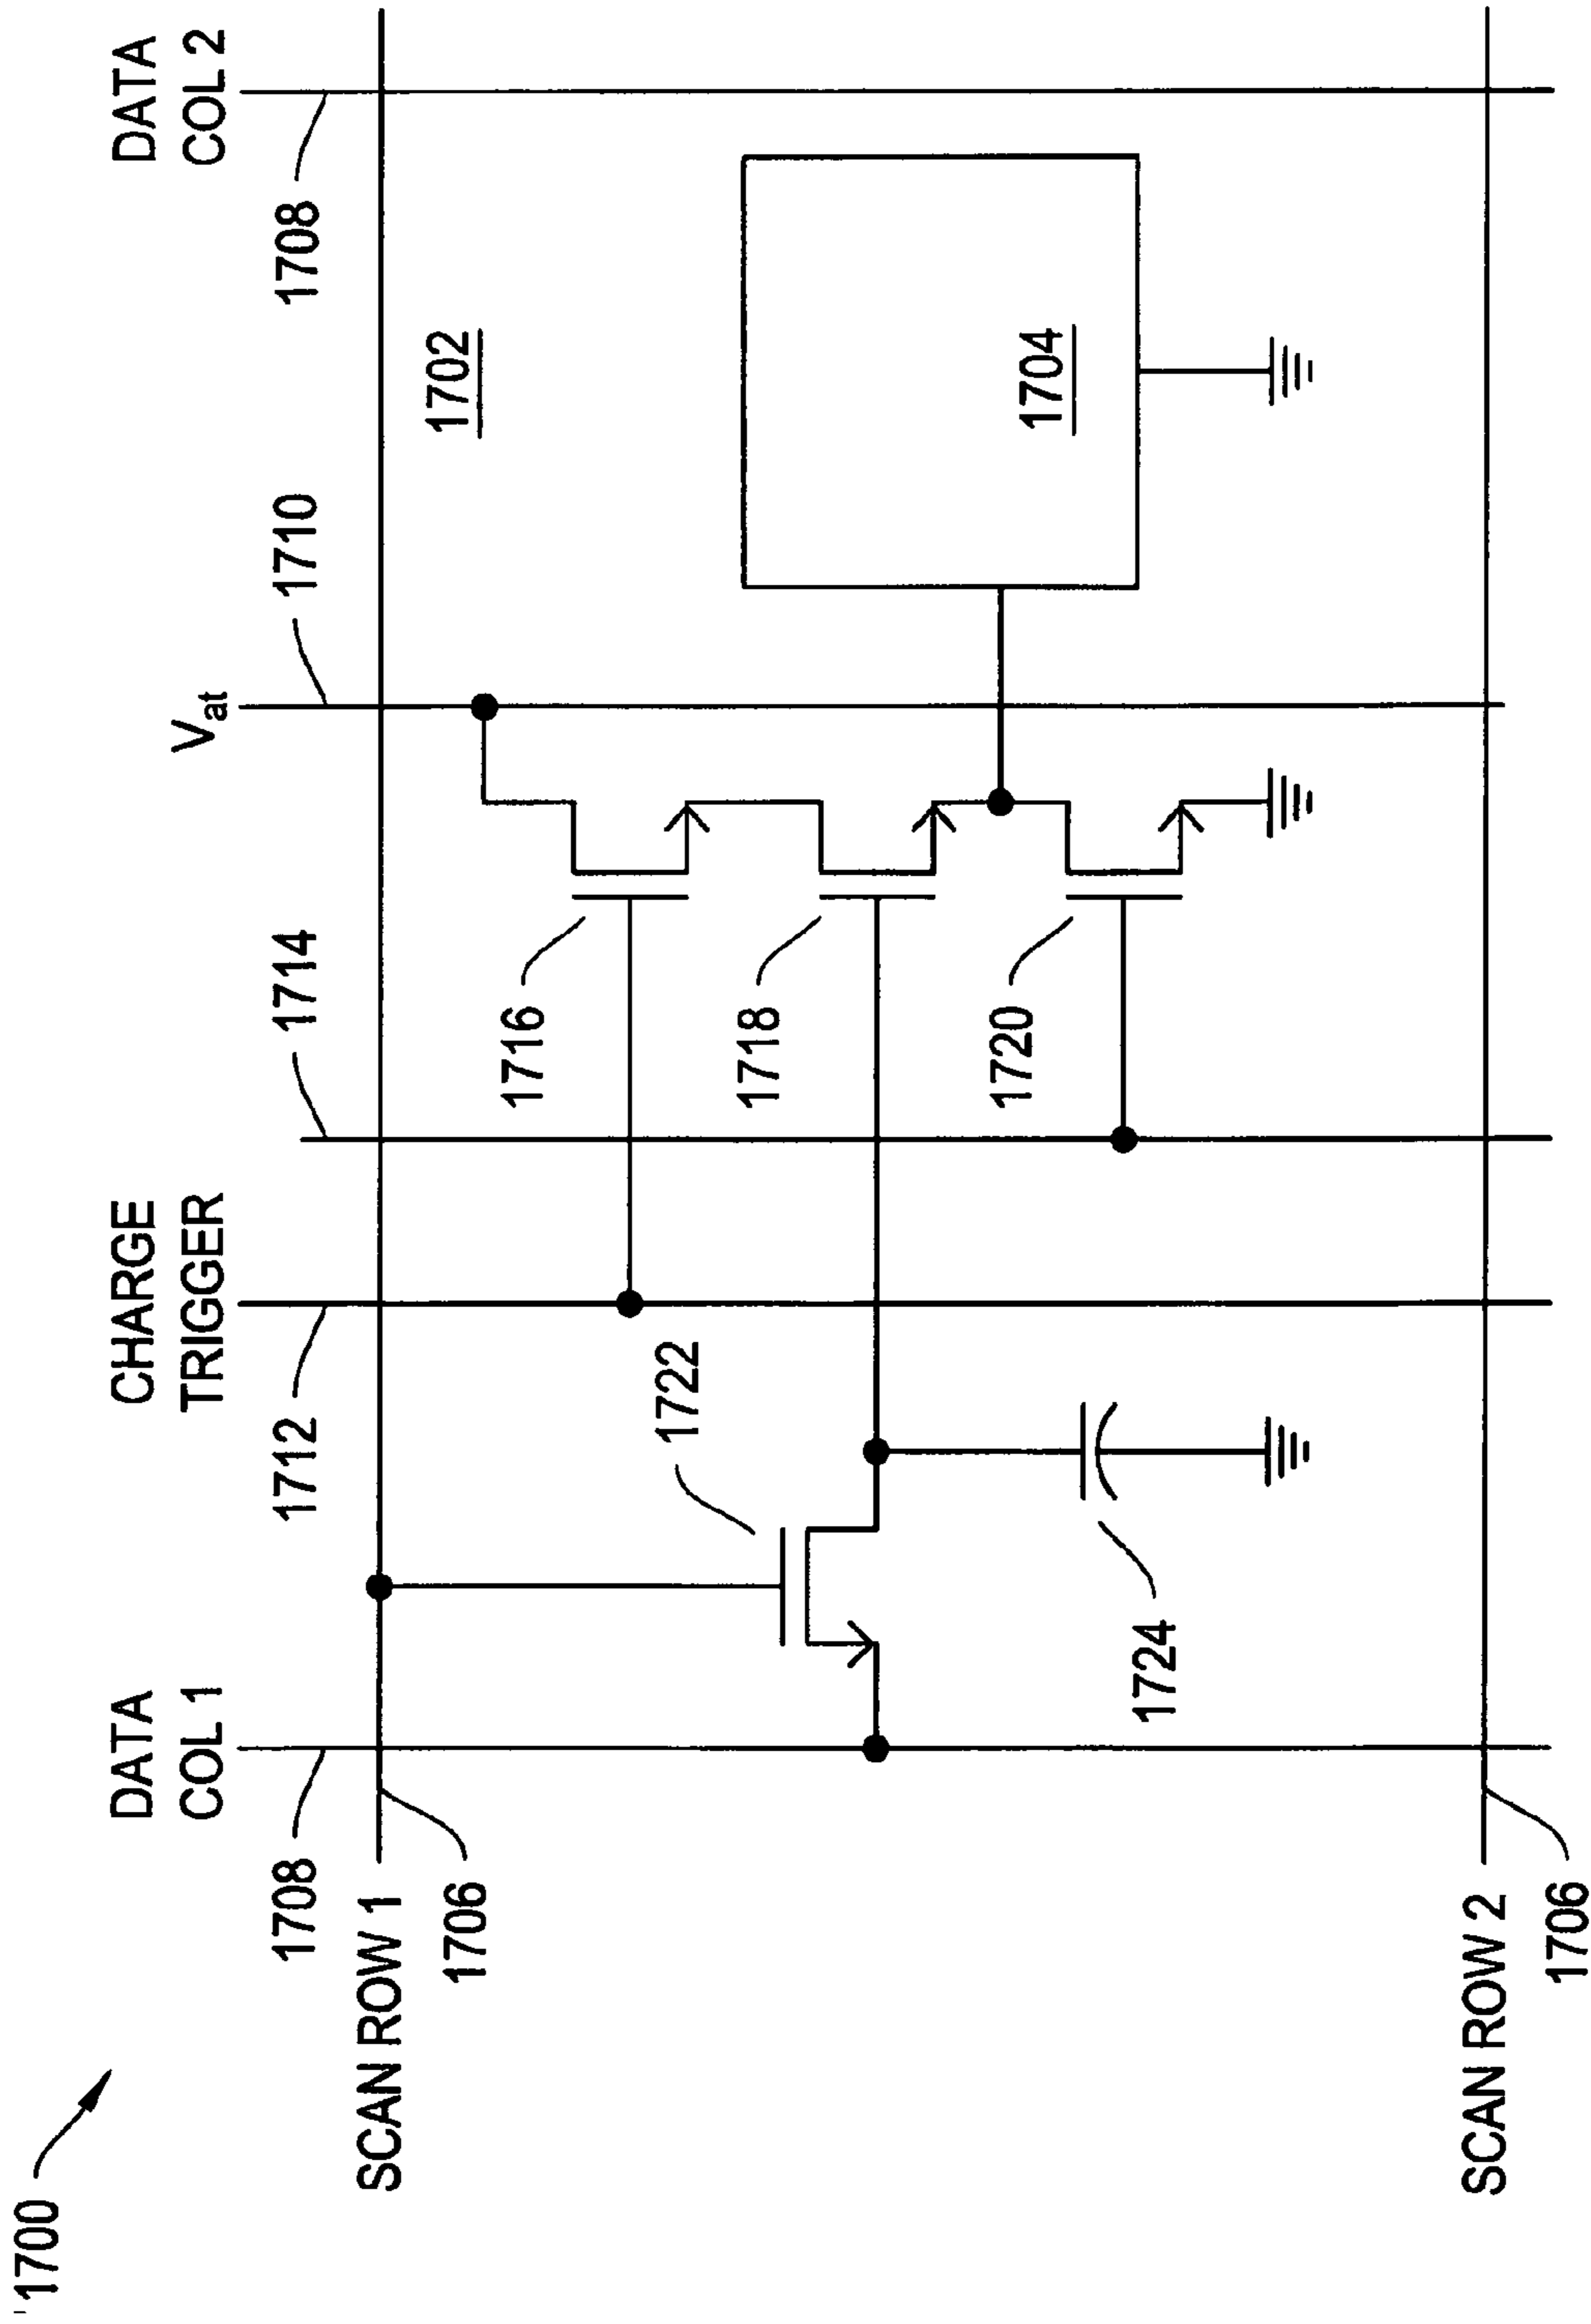 1700
DATA
COL 1
CHARGE
TRIGGER
V_at
DATA
COL 2
1708
1712
1714
1710
1708
SCAN ROW 1
1706
1702
1716
1722
1718
1704
1720
1724
SCAN ROW 2
1706